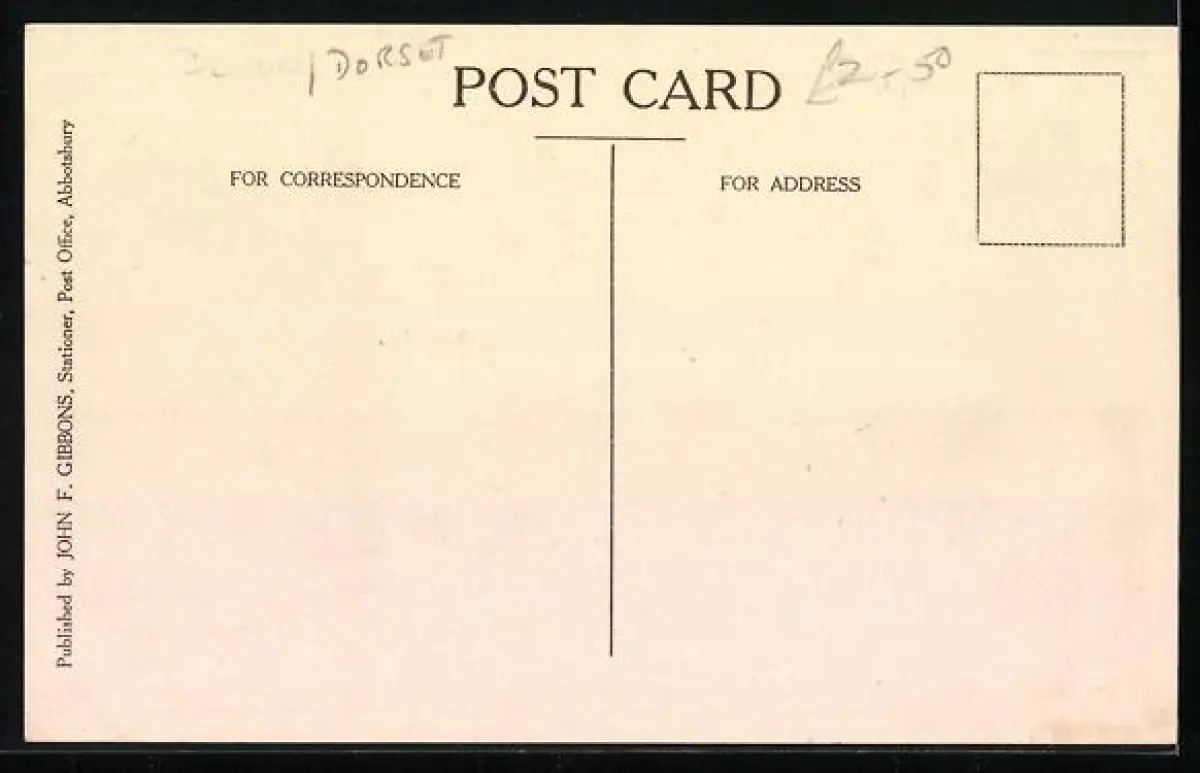 DORSET
POST CARD
£2-50
FOR CORRESPONDENCE
FOR ADDRESS
Published by JOHN F. GIBBONS, Stationer, Post Office, Abbotsbury